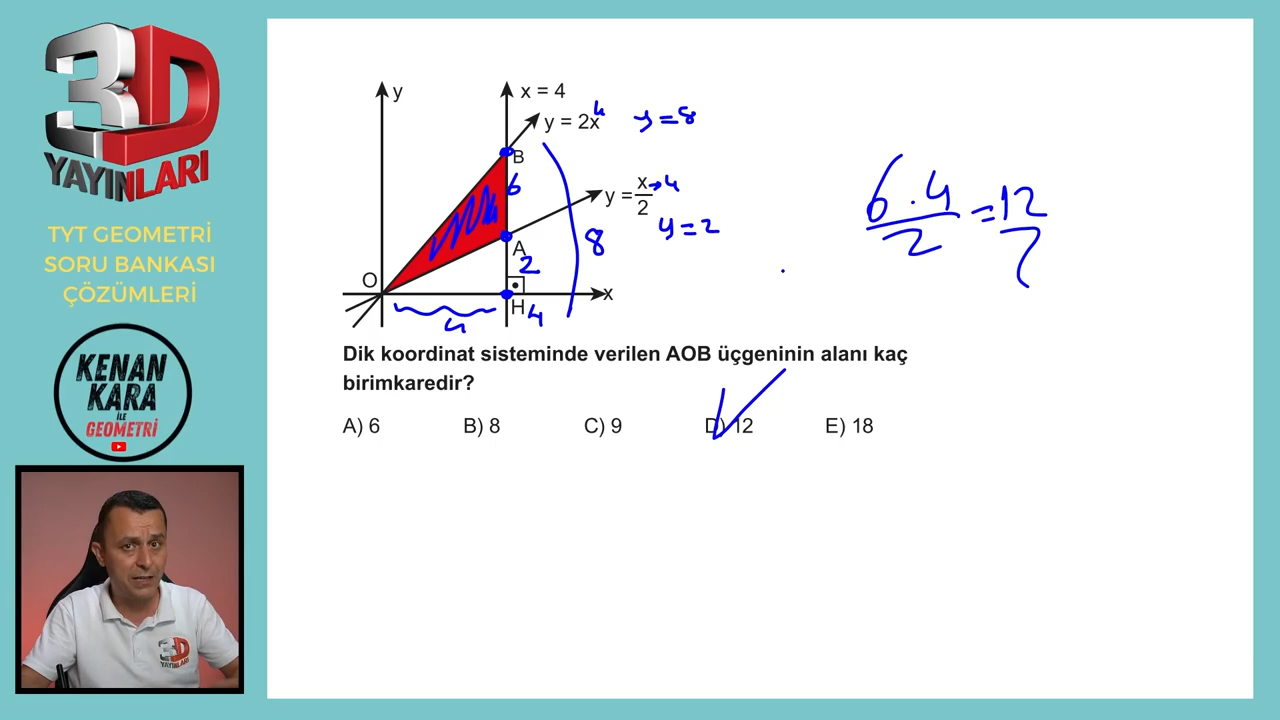 3D
YAYINLARI
TYT GEOMETRİ
SORU BANKASI
ÇÖZÜMLERİ
KENAN
KARA
İLE
GEOMETRİ
3D
YAYINLARI
y
x = 4
y = 2x 4 y = 8
B
6
y = x/2 → 4
y = 2
A
8
2
O
x
H 4
4
6 . 4 / 2 = 12
Dik koordinat sisteminde verilen AOB üçgeninin alanı kaç
birimkaredir?
A) 6 B) 8 C) 9 D) 12 E) 18